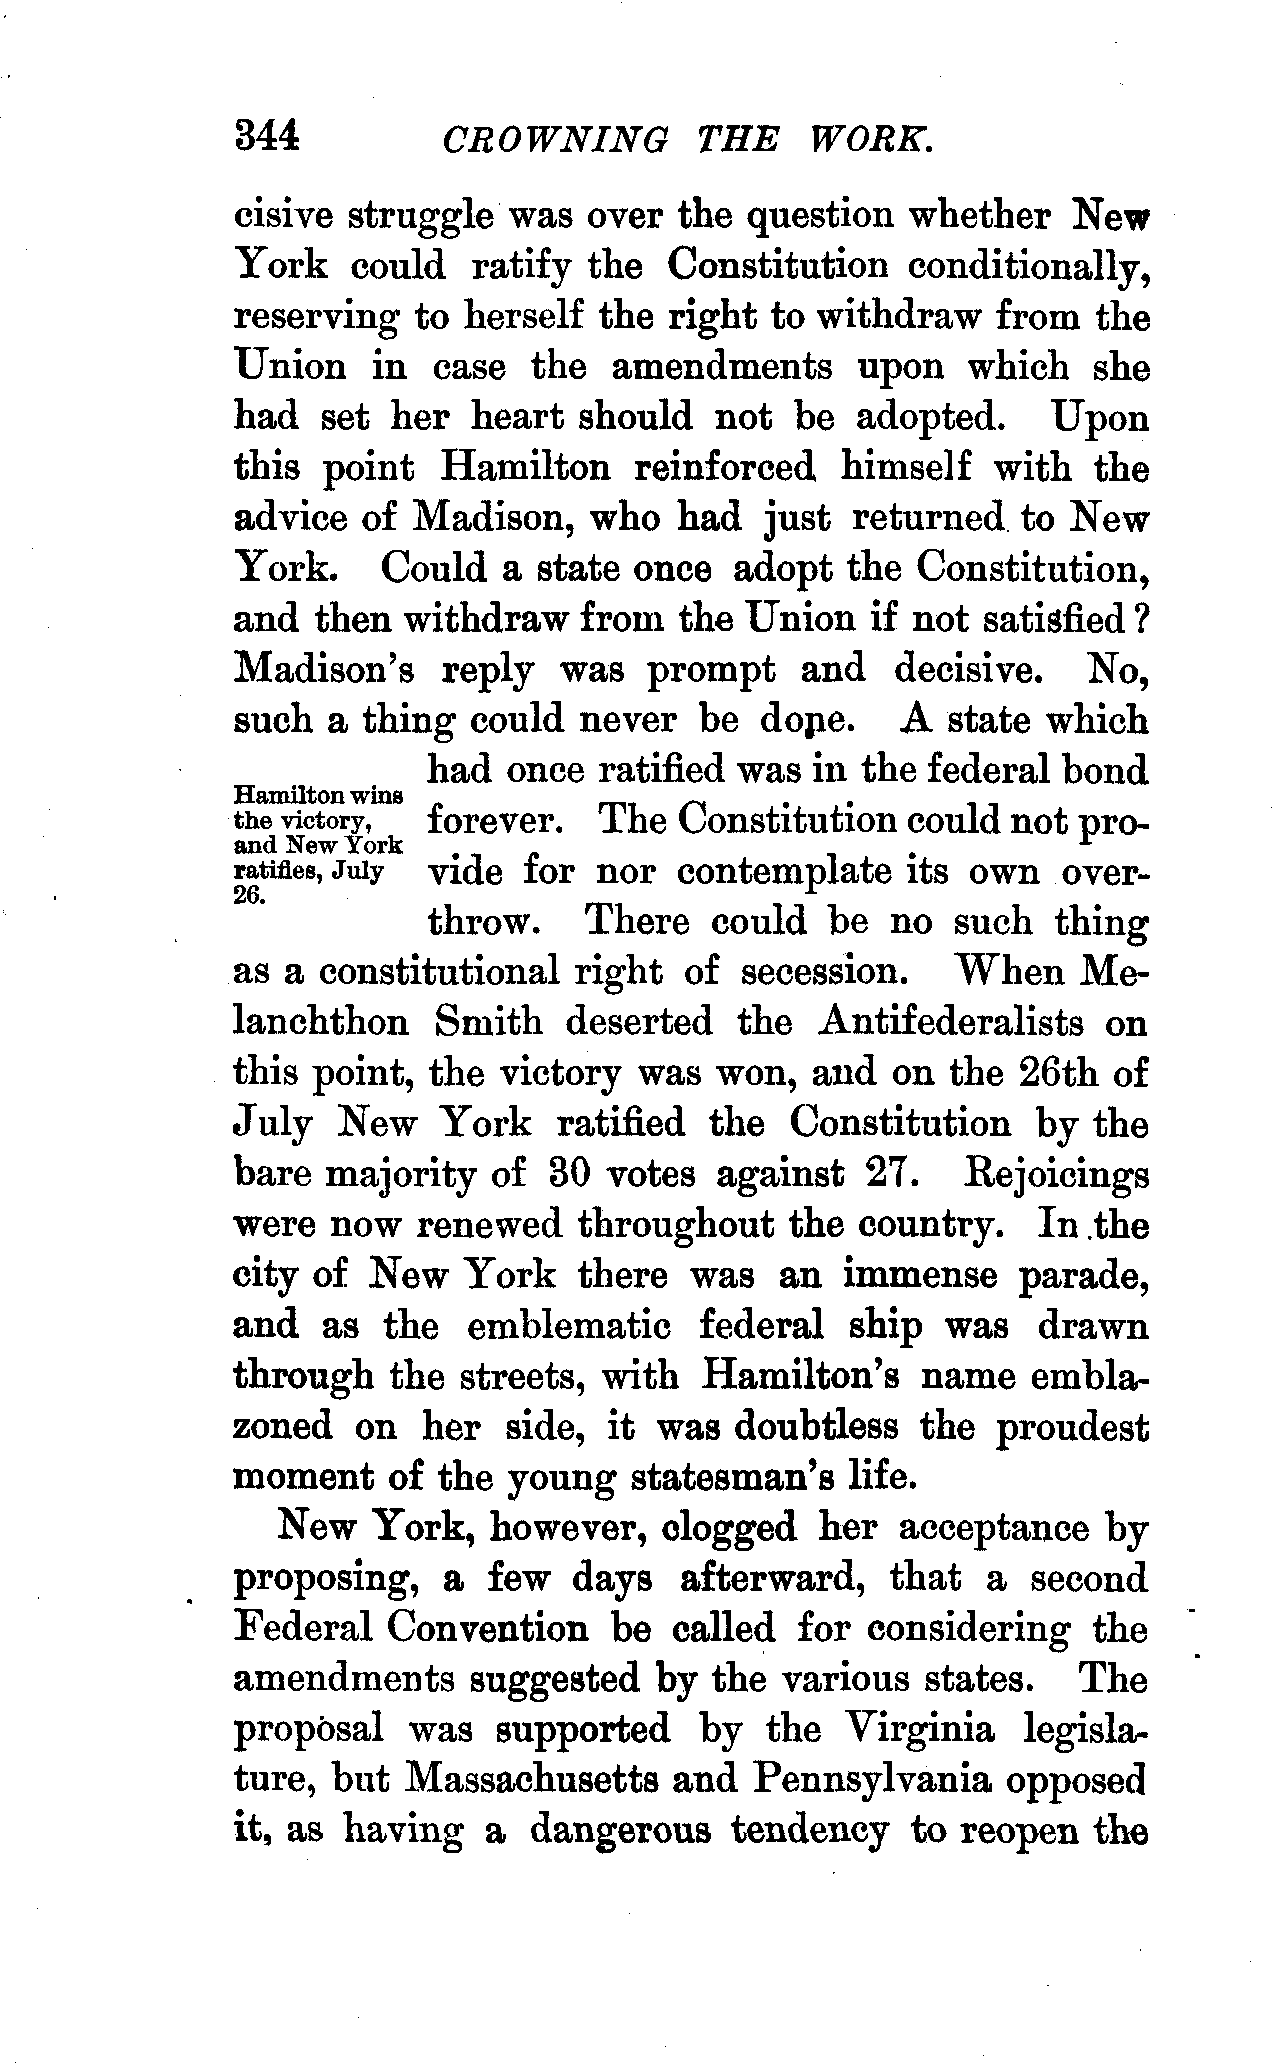 344 CROWNING THE WORK.
cisive struggle was over the question whether New
York could ratify the Constitution conditionally,
reserving to herself the right to withdraw from the
Union in case the amendments upon which she
had set her heart should not be adopted. Upon
this point Hamilton reinforced himself with the
advice of Madison, who had just returned to New
York. Could a state once adopt the Constitution,
and then withdraw from the Union if not satisfied?
Madison's reply was prompt and decisive. No,
such a thing could never be done. A state which
had once ratified was in the federal bond
Hamilton wins
the victory,
and New York
ratifies, July
26.
forever. The Constitution could not pro-
vide for nor contemplate its own over-
throw. There could be no such thing
as a constitutional right of secession. When Me-
lanchthon Smith deserted the Antifederalists on
this point, the victory was won, and on the 26th of
July New York ratified the Constitution by the
bare majority of 30 votes against 27. Rejoicings
were now renewed throughout the country. In the
city of New York there was an immense parade,
and as the emblematic federal ship was drawn
through the streets, with Hamilton's name embla-
zoned on her side, it was doubtless the proudest
moment of the young statesman's life.
New York, however, clogged her acceptance by
proposing, a few days afterward, that a second
Federal Convention be called for considering the
amendments suggested by the various states. The
proposal was supported by the Virginia legisla-
ture, but Massachusetts and Pennsylvania opposed
it, as having a dangerous tendency to reopen the